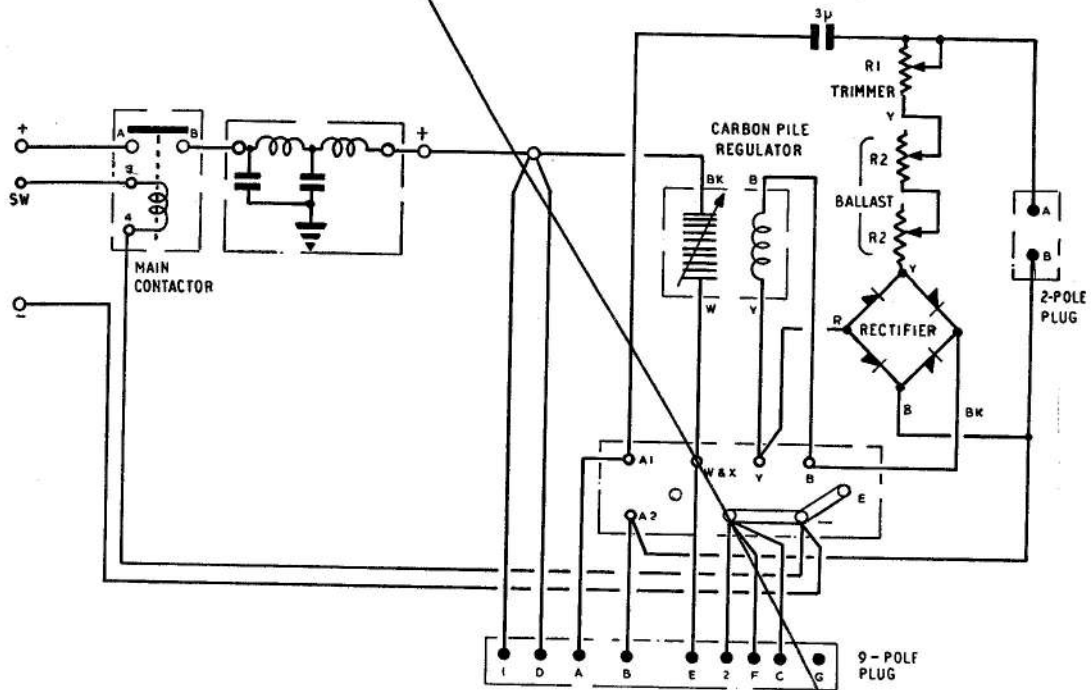 3µ
R1
TRIMMER
Y
CARBON PILE
REGULATOR
R2
BALLAST
R2
+
A
B
+
3
SW
4
BK
B
A
B
MAIN
CONTACTOR
2-POLE
PLUG
-
W
Y
Y
R
RECTIFIER
B
BK
A1
W & X
Y
B
E
A2
1
D
A
B
E
2
F
C
G
9-POLE
PLUG